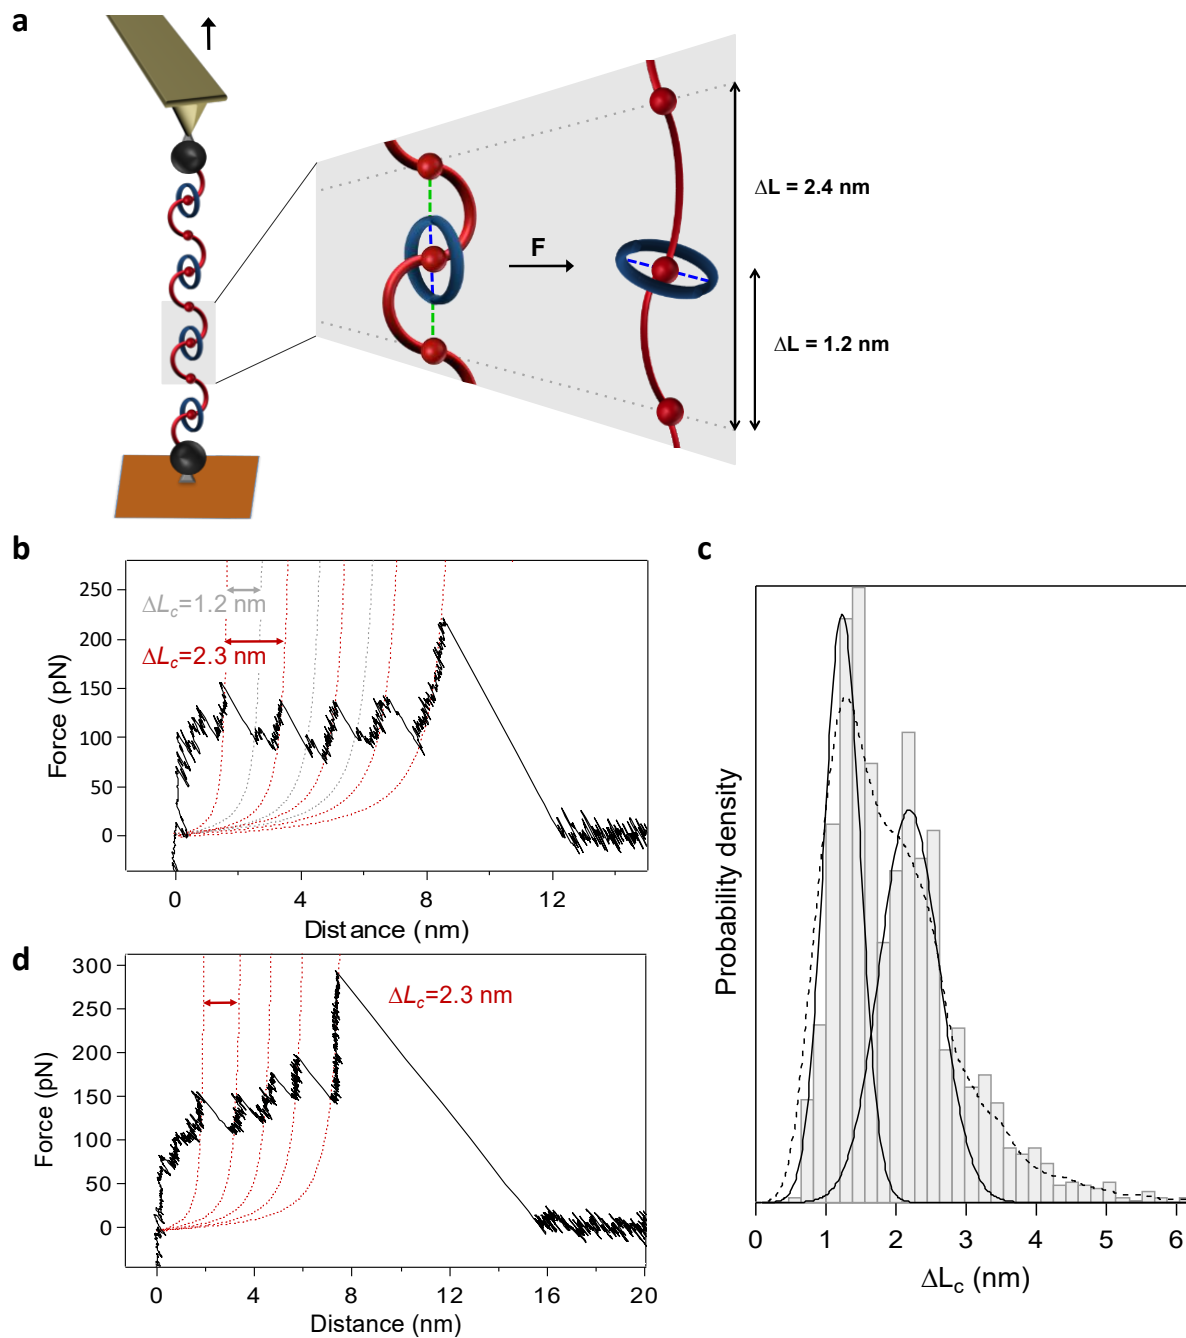 a
F
ΔL = 2.4 nm
ΔL = 1.2 nm
b
250
200
150
100
50
0
Force (pN)
ΔLc=1.2 nm
ΔLc=2.3 nm
0
4
8
12
Distance (nm)
c
Probability density
0
1
2
3
4
5
6
ΔLc (nm)
d
300
250
200
150
100
50
0
Force (pN)
ΔLc=2.3 nm
0
4
8
12
16
20
Distance (nm)